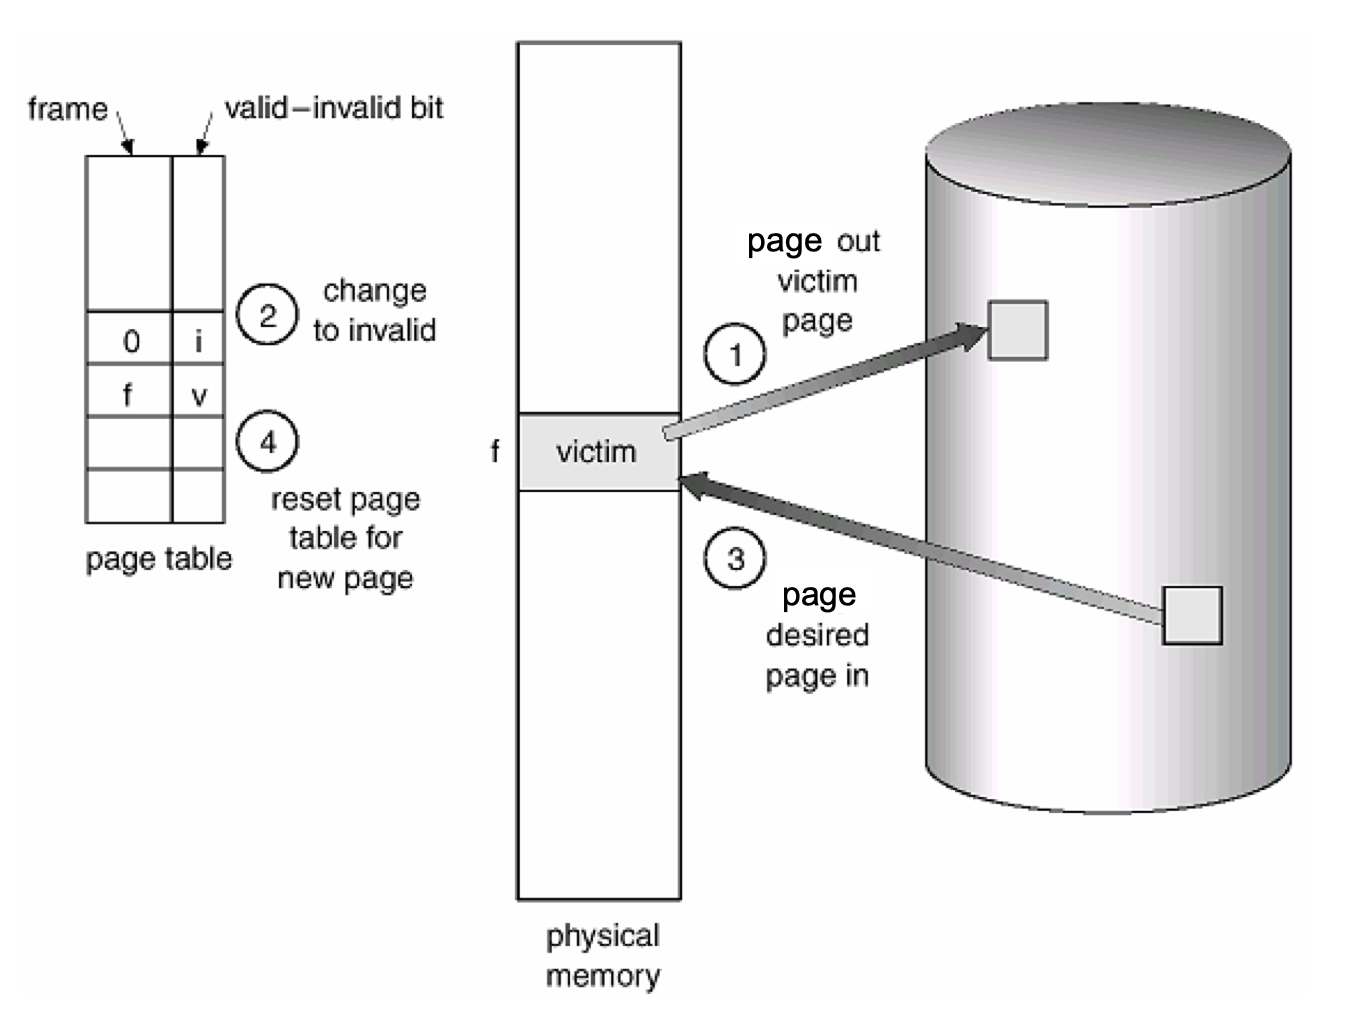 frame
valid–invalid bit
0
i
f
v
page table
2
change
to invalid
4
reset page
table for
new page
f
victim
physical
memory
1
page out
victim
page
3
page
desired
page in